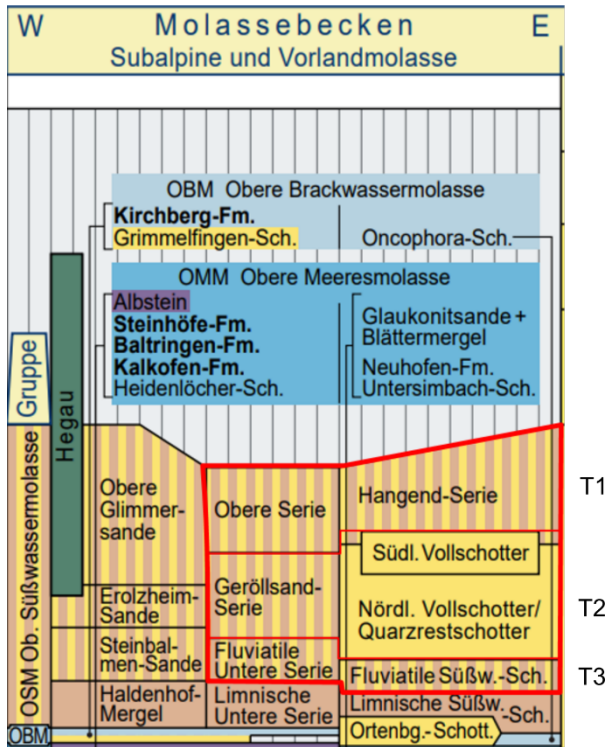 W Molassebecken E
Subalpine und Vorlandmolasse
OBM Obere Brackwassermolasse
Kirchberg-Fm.
Grimmelfingen-Sch.
Oncophora-Sch.
OMM Obere Meeresmolasse
Albstein
Steinhöfe-Fm.
Baltringen-Fm.
Kalkofen-Fm.
Heidenlöcher-Sch.
Glaukonitsande +
Blättermergel
Neuhofen-Fm.
Untersimbach-Sch.
Gruppe
Hegau
OSM Ob. Süßwassermolasse
Obere
Glimmer-
sande
Obere Serie
Hangend-Serie
T1
Südl. Vollschotter
Erolzheim-
Sande
Geröllsand-
Serie
Nördl. Vollschotter/
Quarzrestschotter
T2
Steinbal-
men-Sande
Fluviatile
Untere Serie
Fluviatile Süßw.-Sch.
T3
Haldenhof-
Mergel
Limnische
Untere Serie
Limnische Süßw.
-Sch.
Ortenbg.-Schott.
OBM